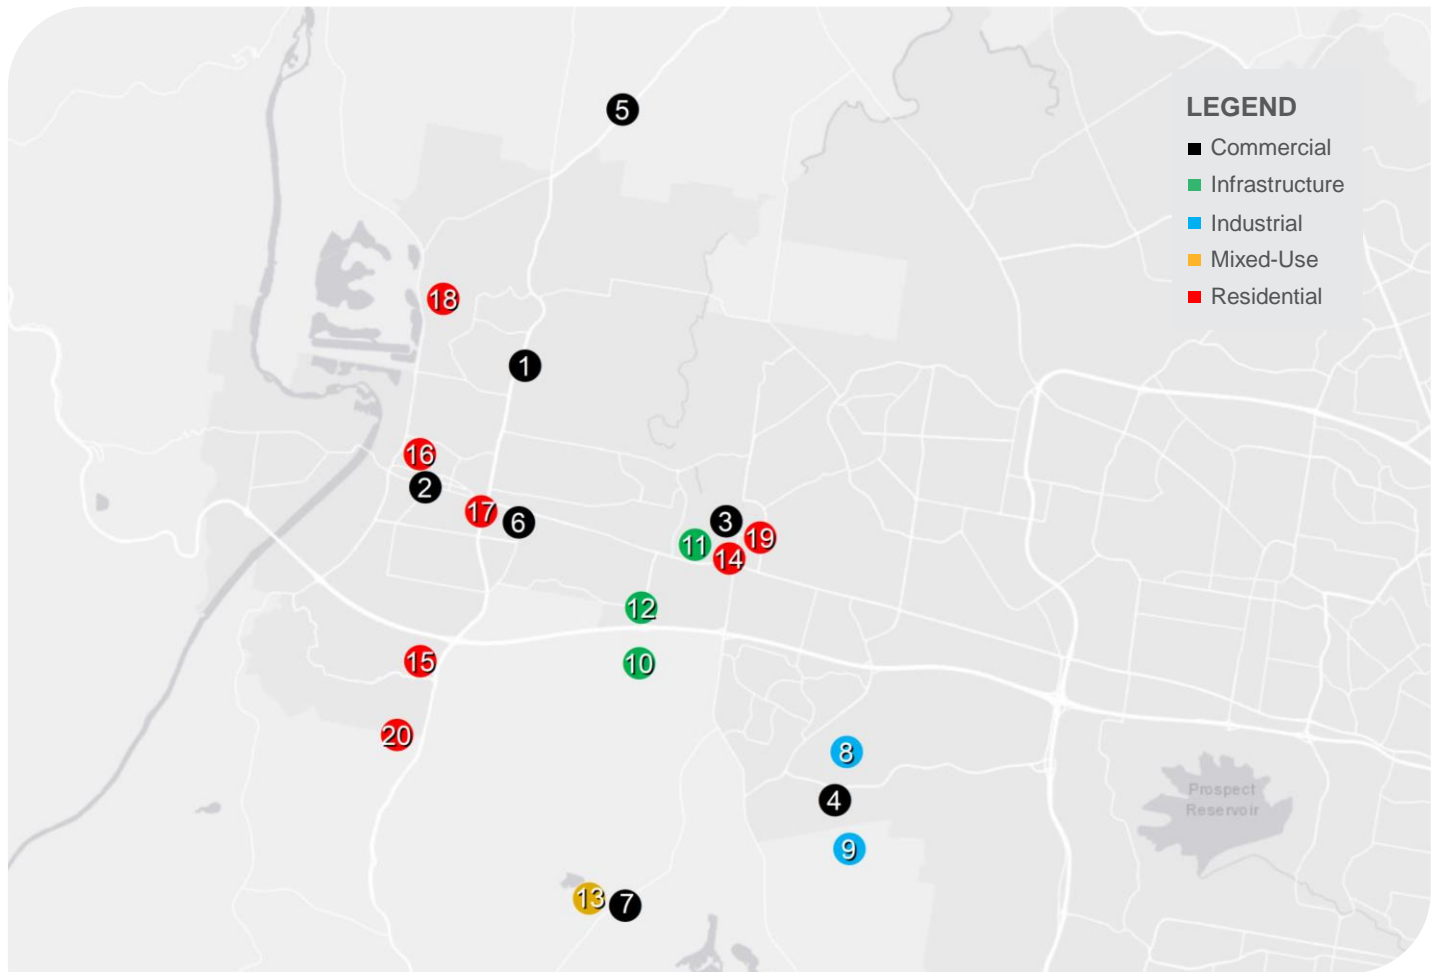 5
LEGEND
Commercial
Infrastructure
Industrial
Mixed-Use
Residential
18
1
16
2
17
6
3
11
19
14
12
15
10
20
8
4
Prospect
Reservoir
9
13
7